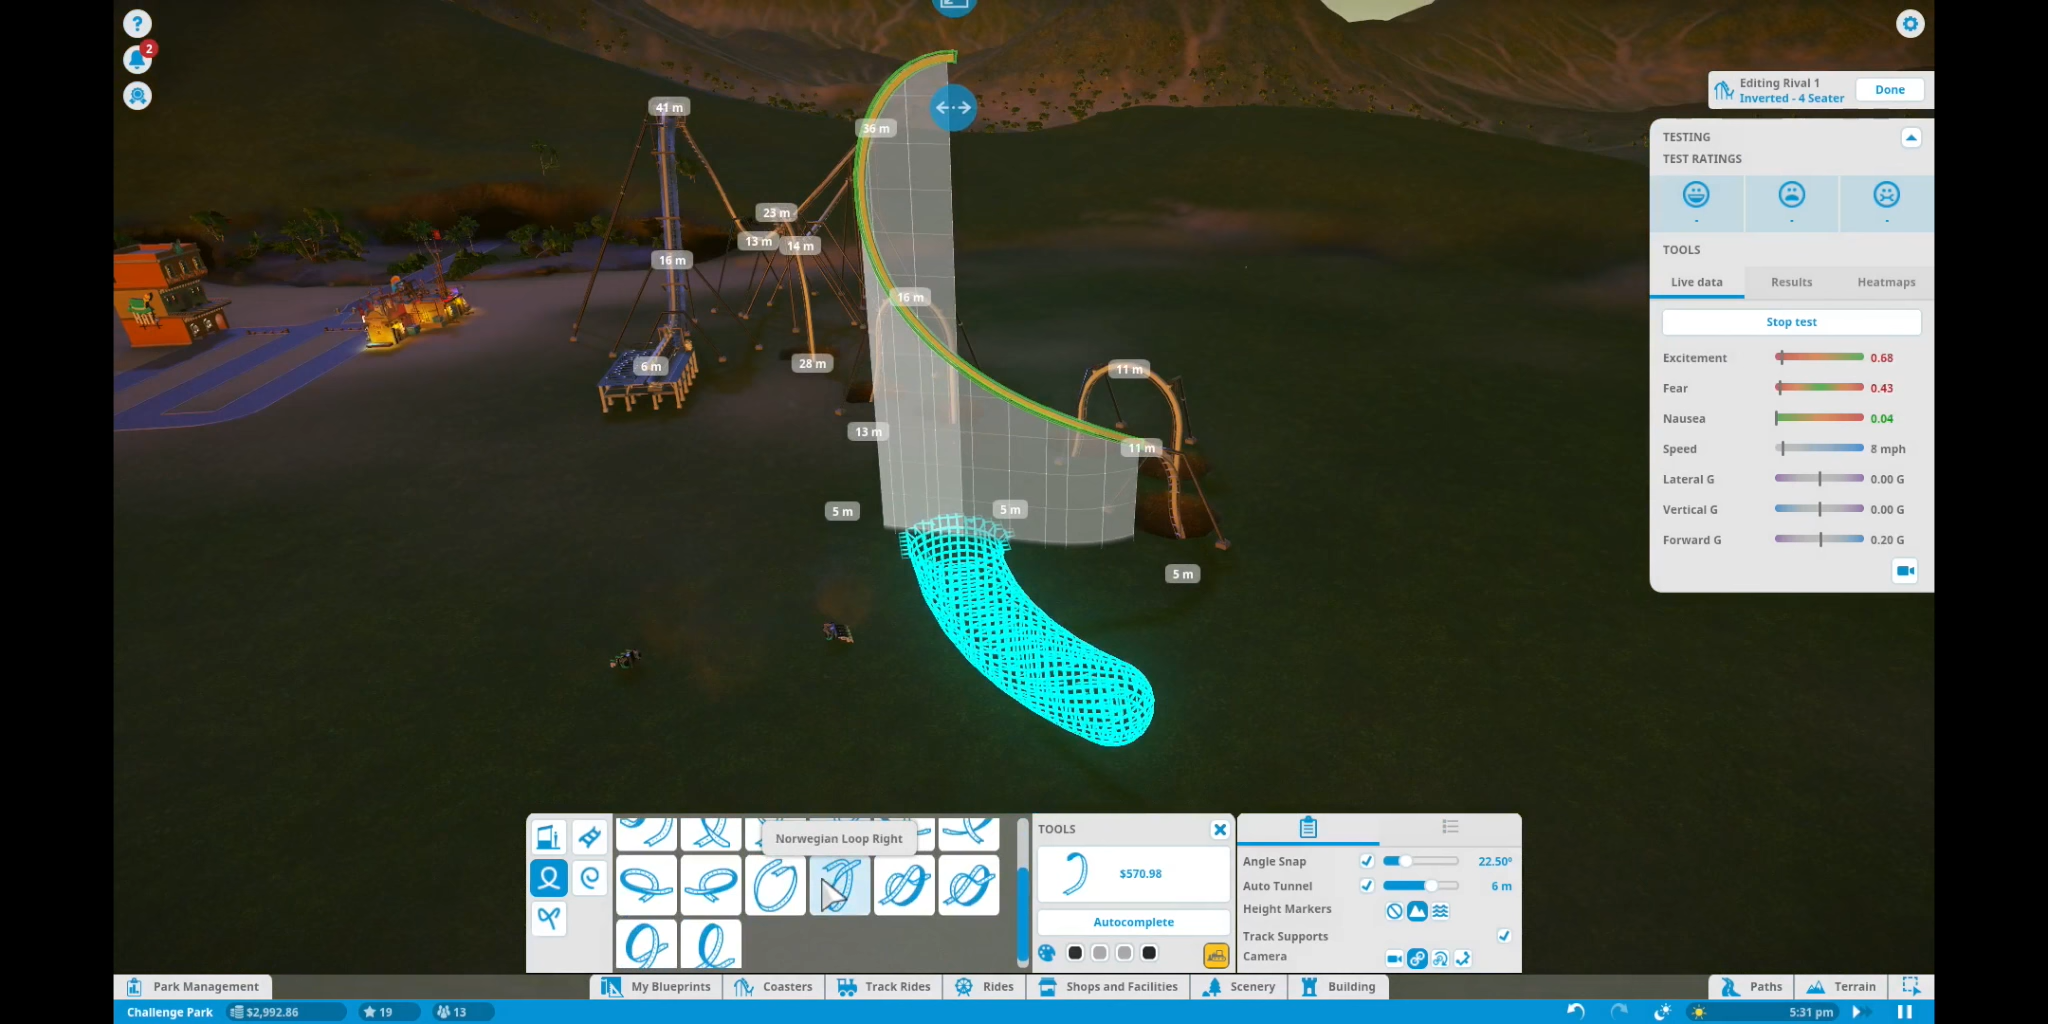 ?
2
Editing Rival 1
Inverted - 4 Seater
Done
TESTING
TEST RATINGS
- - -
TOOLS
Live data Results Heatmaps
Stop test
Excitement 0.68
Fear 0.43
Nausea 0.04
Speed 8 mph
Lateral G 0.00 G
Vertical G 0.00 G
Forward G 0.20 G
41 m
36 m
23 m
13 m
14 m
16 m
16 m
6 m
28 m
11 m
13 m
11 m
5 m
5 m
5 m
HAT
Norwegian Loop Right
TOOLS
$570.98
Autocomplete
Angle Snap 22.50°
Auto Tunnel 6 m
Height Markers
Track Supports
Camera
Park Management
My Blueprints
Coasters
Track Rides
Rides
Shops and Facilities
Scenery
Building
Paths
Terrain
Challenge Park
$2,992.86
19
13
5:31 pm